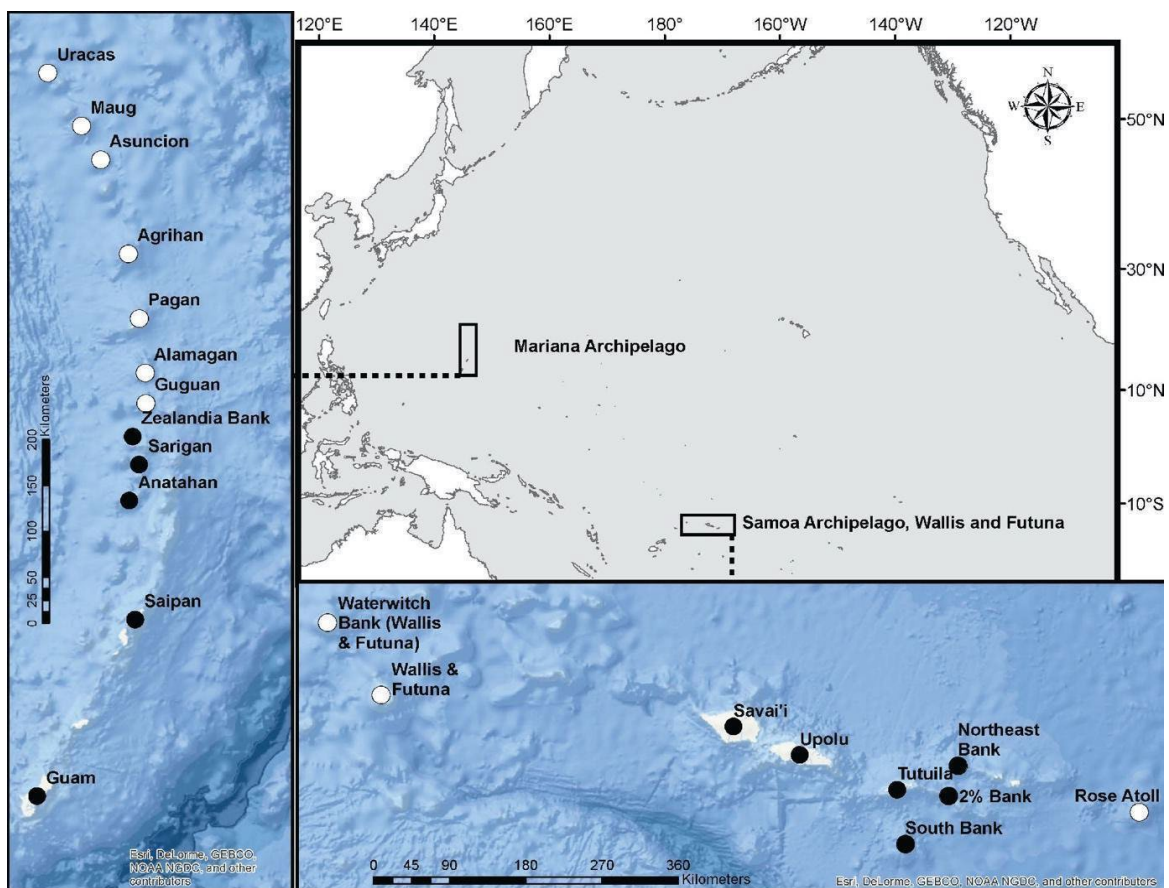 Uracas
Maug
Asuncion
Agrihan
Pagan
Alamagan
Guguan
Zealandia Bank
Sarigan
Anatahan
Saipan
Guam
0 25 50 100 150 200
Kilometers
Esri, DeLorme, GEBCO,
NOAA NGDC, and other
contributors
120°E 140°E 160°E 180° 160°W 140°W 120°W
N
W E
S
50°N
30°N
10°N
10°S
Mariana Archipelago
Samoa Archipelago, Wallis and Futuna
Waterwitch
Bank (Wallis
& Futuna)
Wallis &
Futuna
Savai'i
Upolu
Northeast
Bank
Tutuila
2% Bank
Rose Atoll
South Bank
0 45 90 180 270 360
Kilometers
Esri, DeLorme, GEBCO, NOAA NGDC, and other contributors